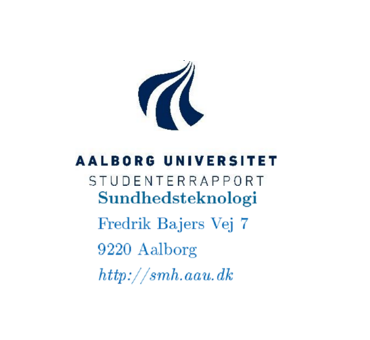 AALBORG UNIVERSITET
STUDENTERRAPPORT
Sundhedsteknologi
Fredrik Bajers Vej 7
9220 Aalborg
http://smh.aau.dk